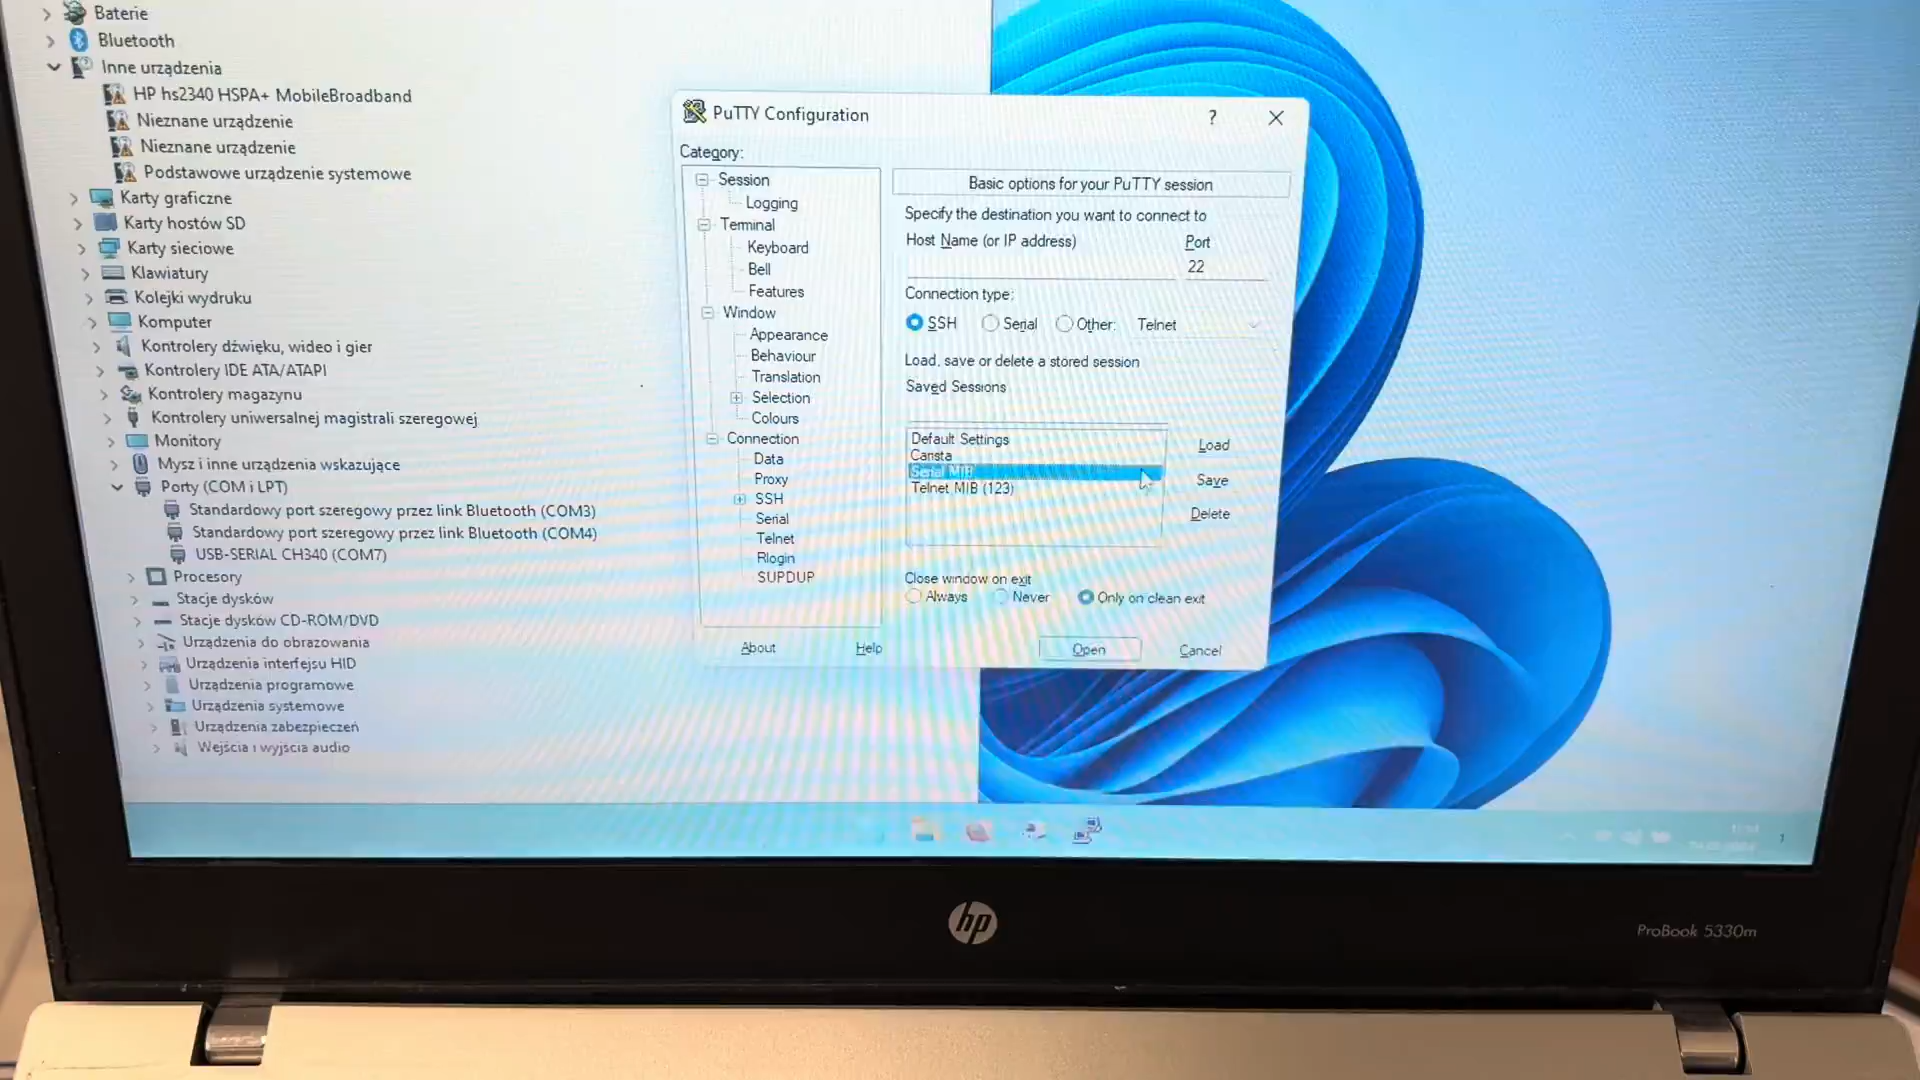 Baterie
Bluetooth
Inne urządzenia
HP hs2340 HSPA+ MobileBroadband
Nieznane urządzenie
Nieznane urządzenie
Podstawowe urządzenie systemowe
Karty graficzne
Karty hostów SD
Karty sieciowe
Klawiatury
Kolejki wydruku
Komputer
Kontrolery dźwięku, wideo i gier
Kontrolery IDE ATA/ATAPI
Kontrolery magazynu
Kontrolery uniwersalnej magistrali szeregowej
Monitory
Mysz i inne urządzenia wskazujące
Porty (COM i LPT)
Standardowy port szeregowy przez link Bluetooth (COM3)
Standardowy port szeregowy przez link Bluetooth (COM4)
USB-SERIAL CH340 (COM7)
Procesory
Stacje dysków
Stacje dysków CD-ROM/DVD
Urządzenia do obrazowania
Urządzenia interfejsu HID
Urządzenia programowe
Urządzenia systemowe
Urządzenia zabezpieczeń
Wejścia i wyjścia audio
PuTTY Configuration
?
Category:
Session
Logging
Terminal
Keyboard
Bell
Features
Window
Appearance
Behaviour
Translation
Selection
Colours
Connection
Data
Proxy
SSH
Serial
Telnet
Rlogin
SUPDUP
Basic options for your PuTTY session
Specify the destination you want to connect to
Host Name (or IP address)
Port
22
Connection type:
SSH
Serial
Other:
Telnet
Load, save or delete a stored session
Saved Sessions
Default Settings
Carista
Serial MIB
Telnet MIB (123)
Load
Save
Delete
Close window on exit
Always
Never
Only on clean exit
About
Help
Open
Cancel
hp
ProBook 5330m